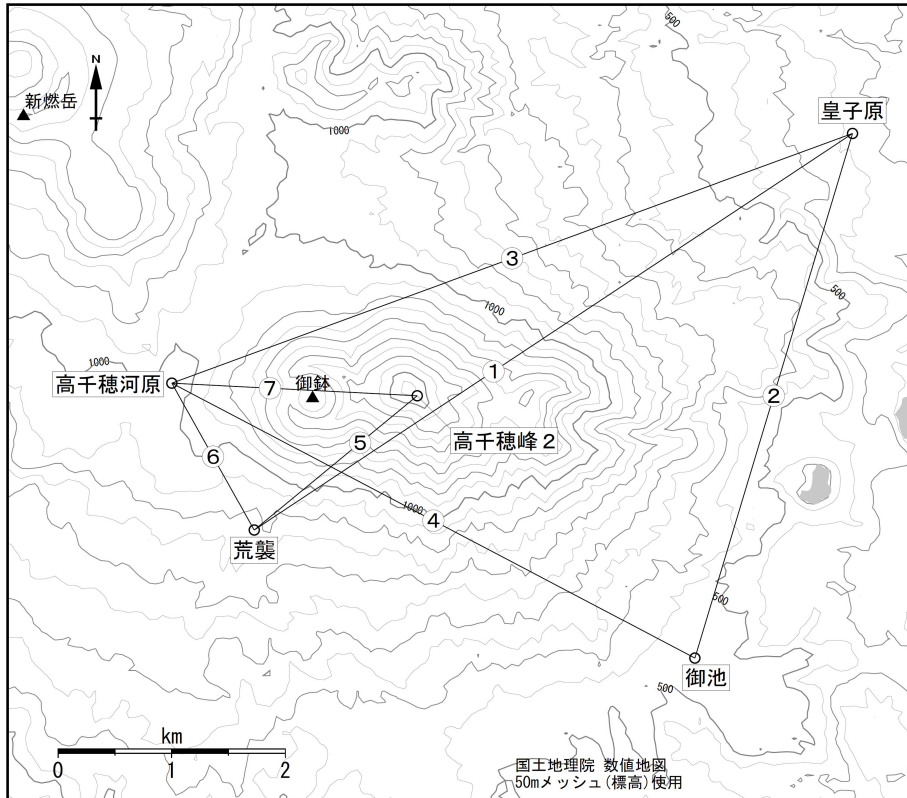 500
N
新燃岳
皇子原
1000
③
500
1000
1000
高千穂河原
御鉢
⑦
①
②
⑤
高千穂峰２
⑥
1000
④
荒襲
500
御池
500
km
0 1 2
国土地理院 数値地図
50mメッシュ(標高)使用